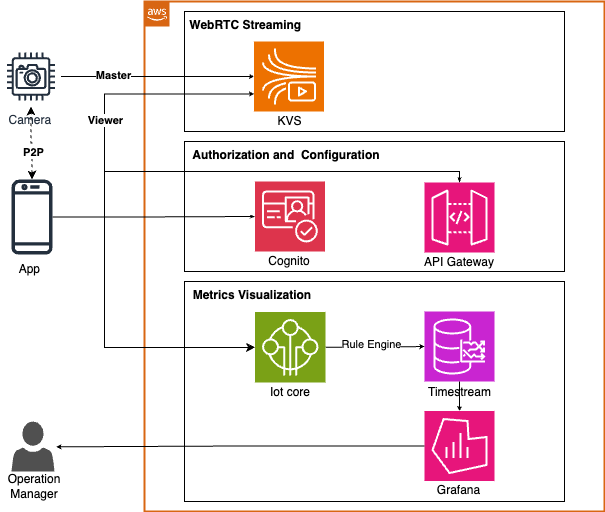 aws
WebRTC Streaming
Master
KVS
Camera
Viewer
P2P
Authorization and Configuration
App
Cognito
API Gateway
Metrics Visualization
Rule Engine
Iot core
Timestream
Operation
Manager
Grafana